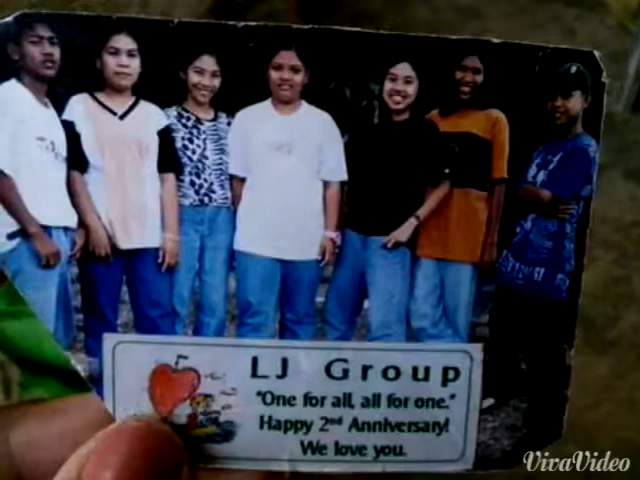 LJ Group
"One for all, all for one."
Happy 2nd Anniversary!
We love you.
VivaVideo